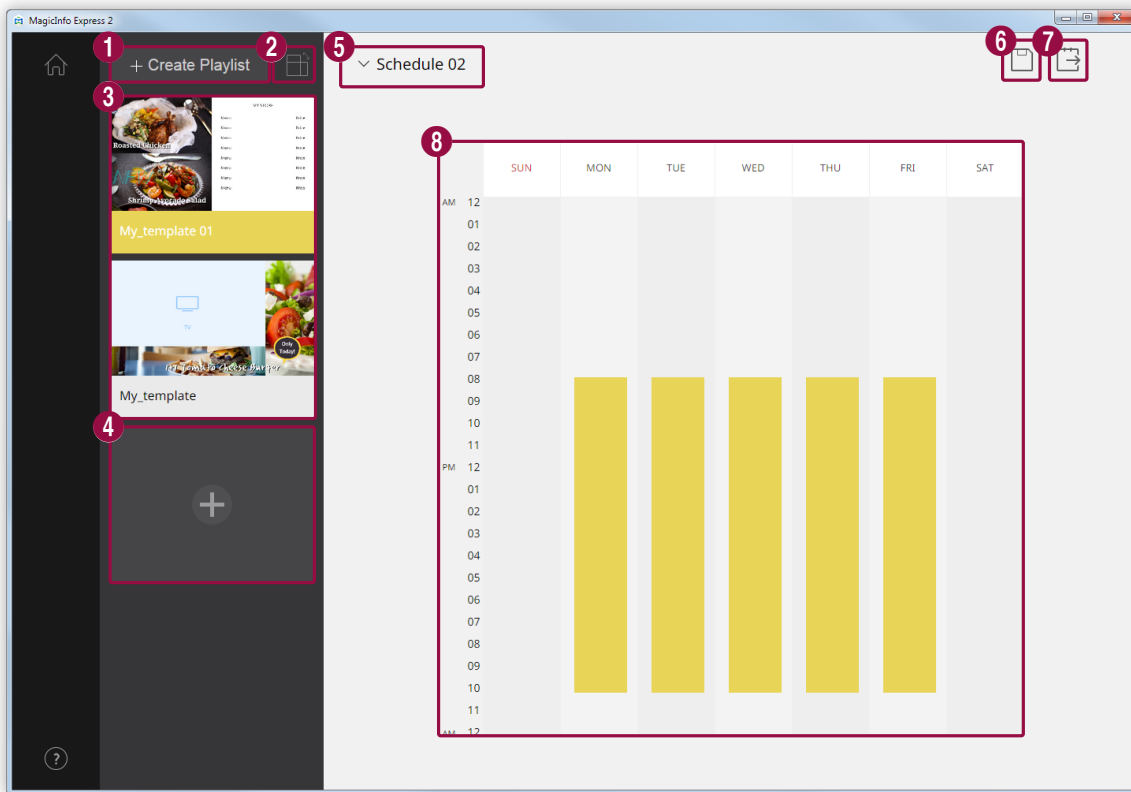 MagicInfo Express 2
1
2
5
6
7
+ Create Playlist
Schedule 02
3
Roasted Chicken
Shrimp Avocado Salad
My_template 01
TV
Only
Today!
My_template
4
8
SUN MON TUE WED THU FRI SAT
AM 12
01
02
03
04
05
06
07
08
09
10
11
PM 12
01
02
03
04
05
06
07
08
09
10
11
AM 12
?